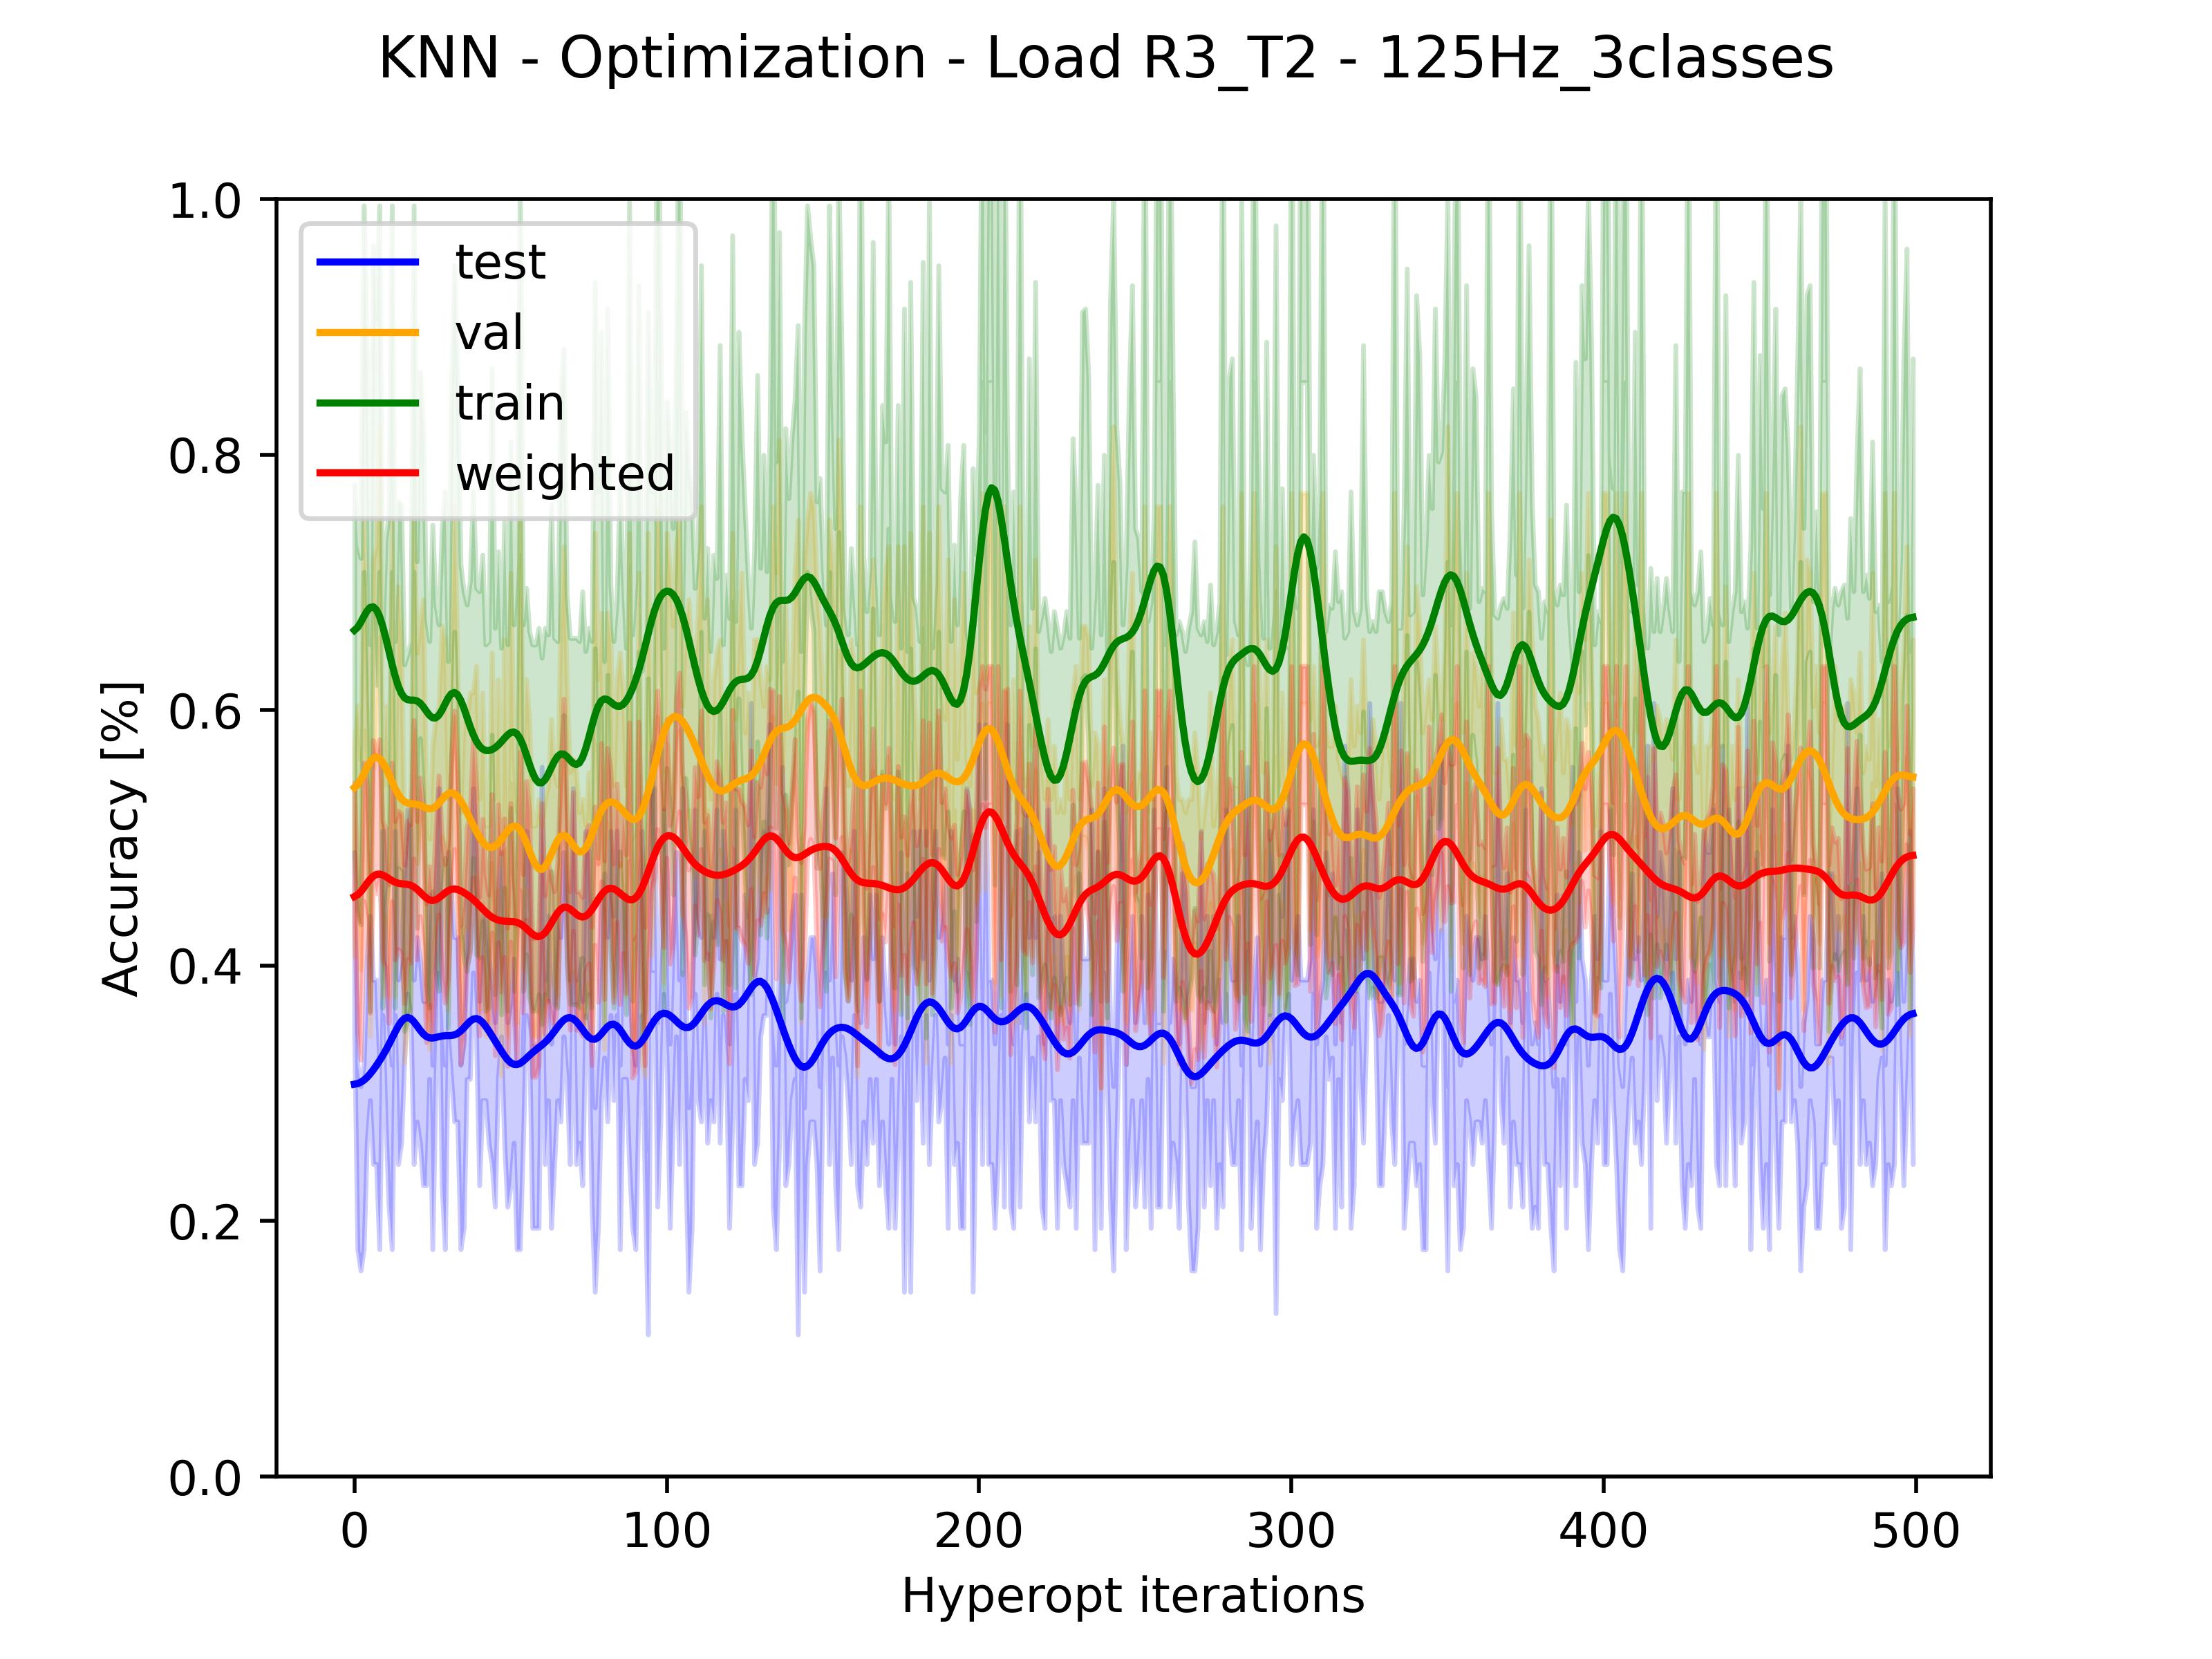 KNN - Optimization - Load R3_T2 - 125Hz_3classes
1.0
0.8
0.6
0.4
0.2
0.0
Accuracy [%]
test
val
train
weighted
0 100 200 300 400 500
Hyperopt iterations